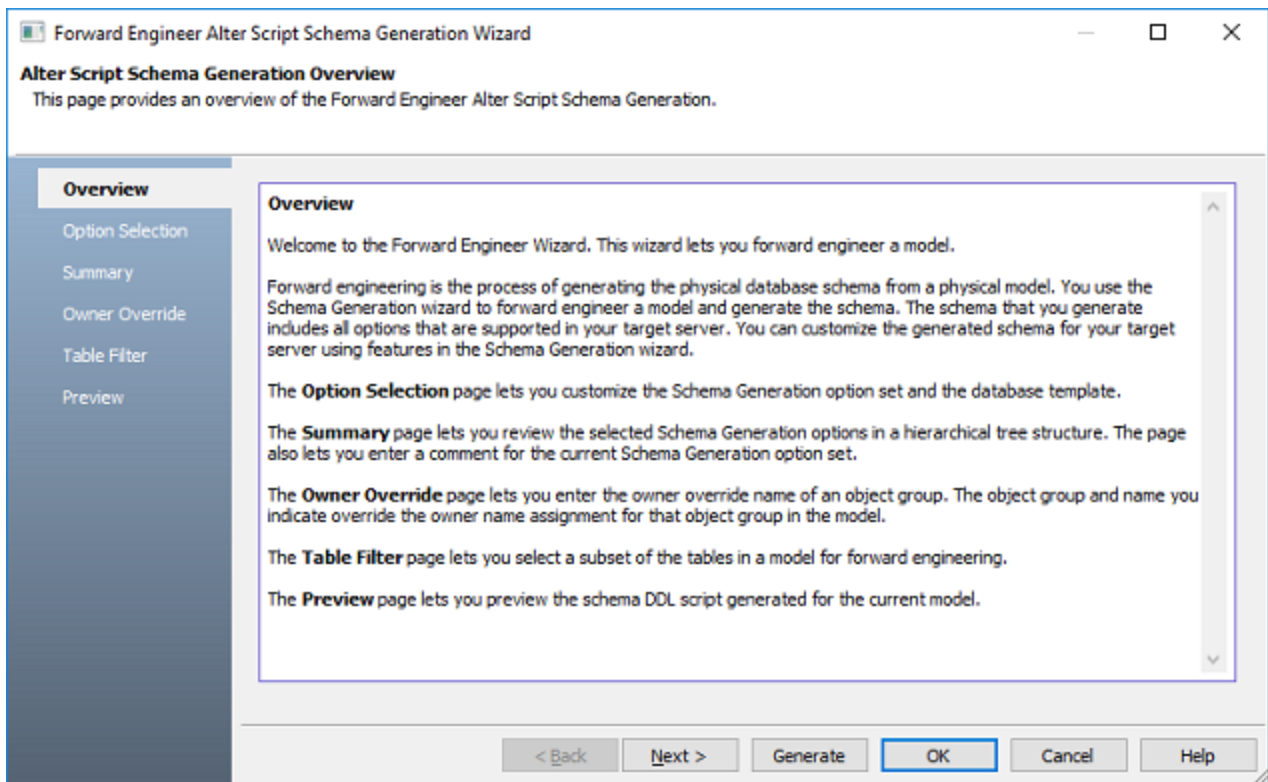 Forward Engineer Alter Script Schema Generation Wizard
Alter Script Schema Generation Overview
This page provides an overview of the Forward Engineer Alter Script Schema Generation.
Overview
Option Selection
Summary
Owner Override
Table Filter
Preview
Overview
Welcome to the Forward Engineer Wizard. This wizard lets you forward engineer a model.
Forward engineering is the process of generating the physical database schema from a physical model. You use the
Schema Generation wizard to forward engineer a model and generate the schema. The schema that you generate
includes all options that are supported in your target server. You can customize the generated schema for your target
server using features in the Schema Generation wizard.
The Option Selection page lets you customize the Schema Generation option set and the database template.
The Summary page lets you review the selected Schema Generation options in a hierarchical tree structure. The page
also lets you enter a comment for the current Schema Generation option set.
The Owner Override page lets you enter the owner override name of an object group. The object group and name you
indicate override the owner name assignment for that object group in the model.
The Table Filter page lets you select a subset of the tables in a model for forward engineering.
The Preview page lets you preview the schema DDL script generated for the current model.
< Back Next > Generate OK Cancel Help